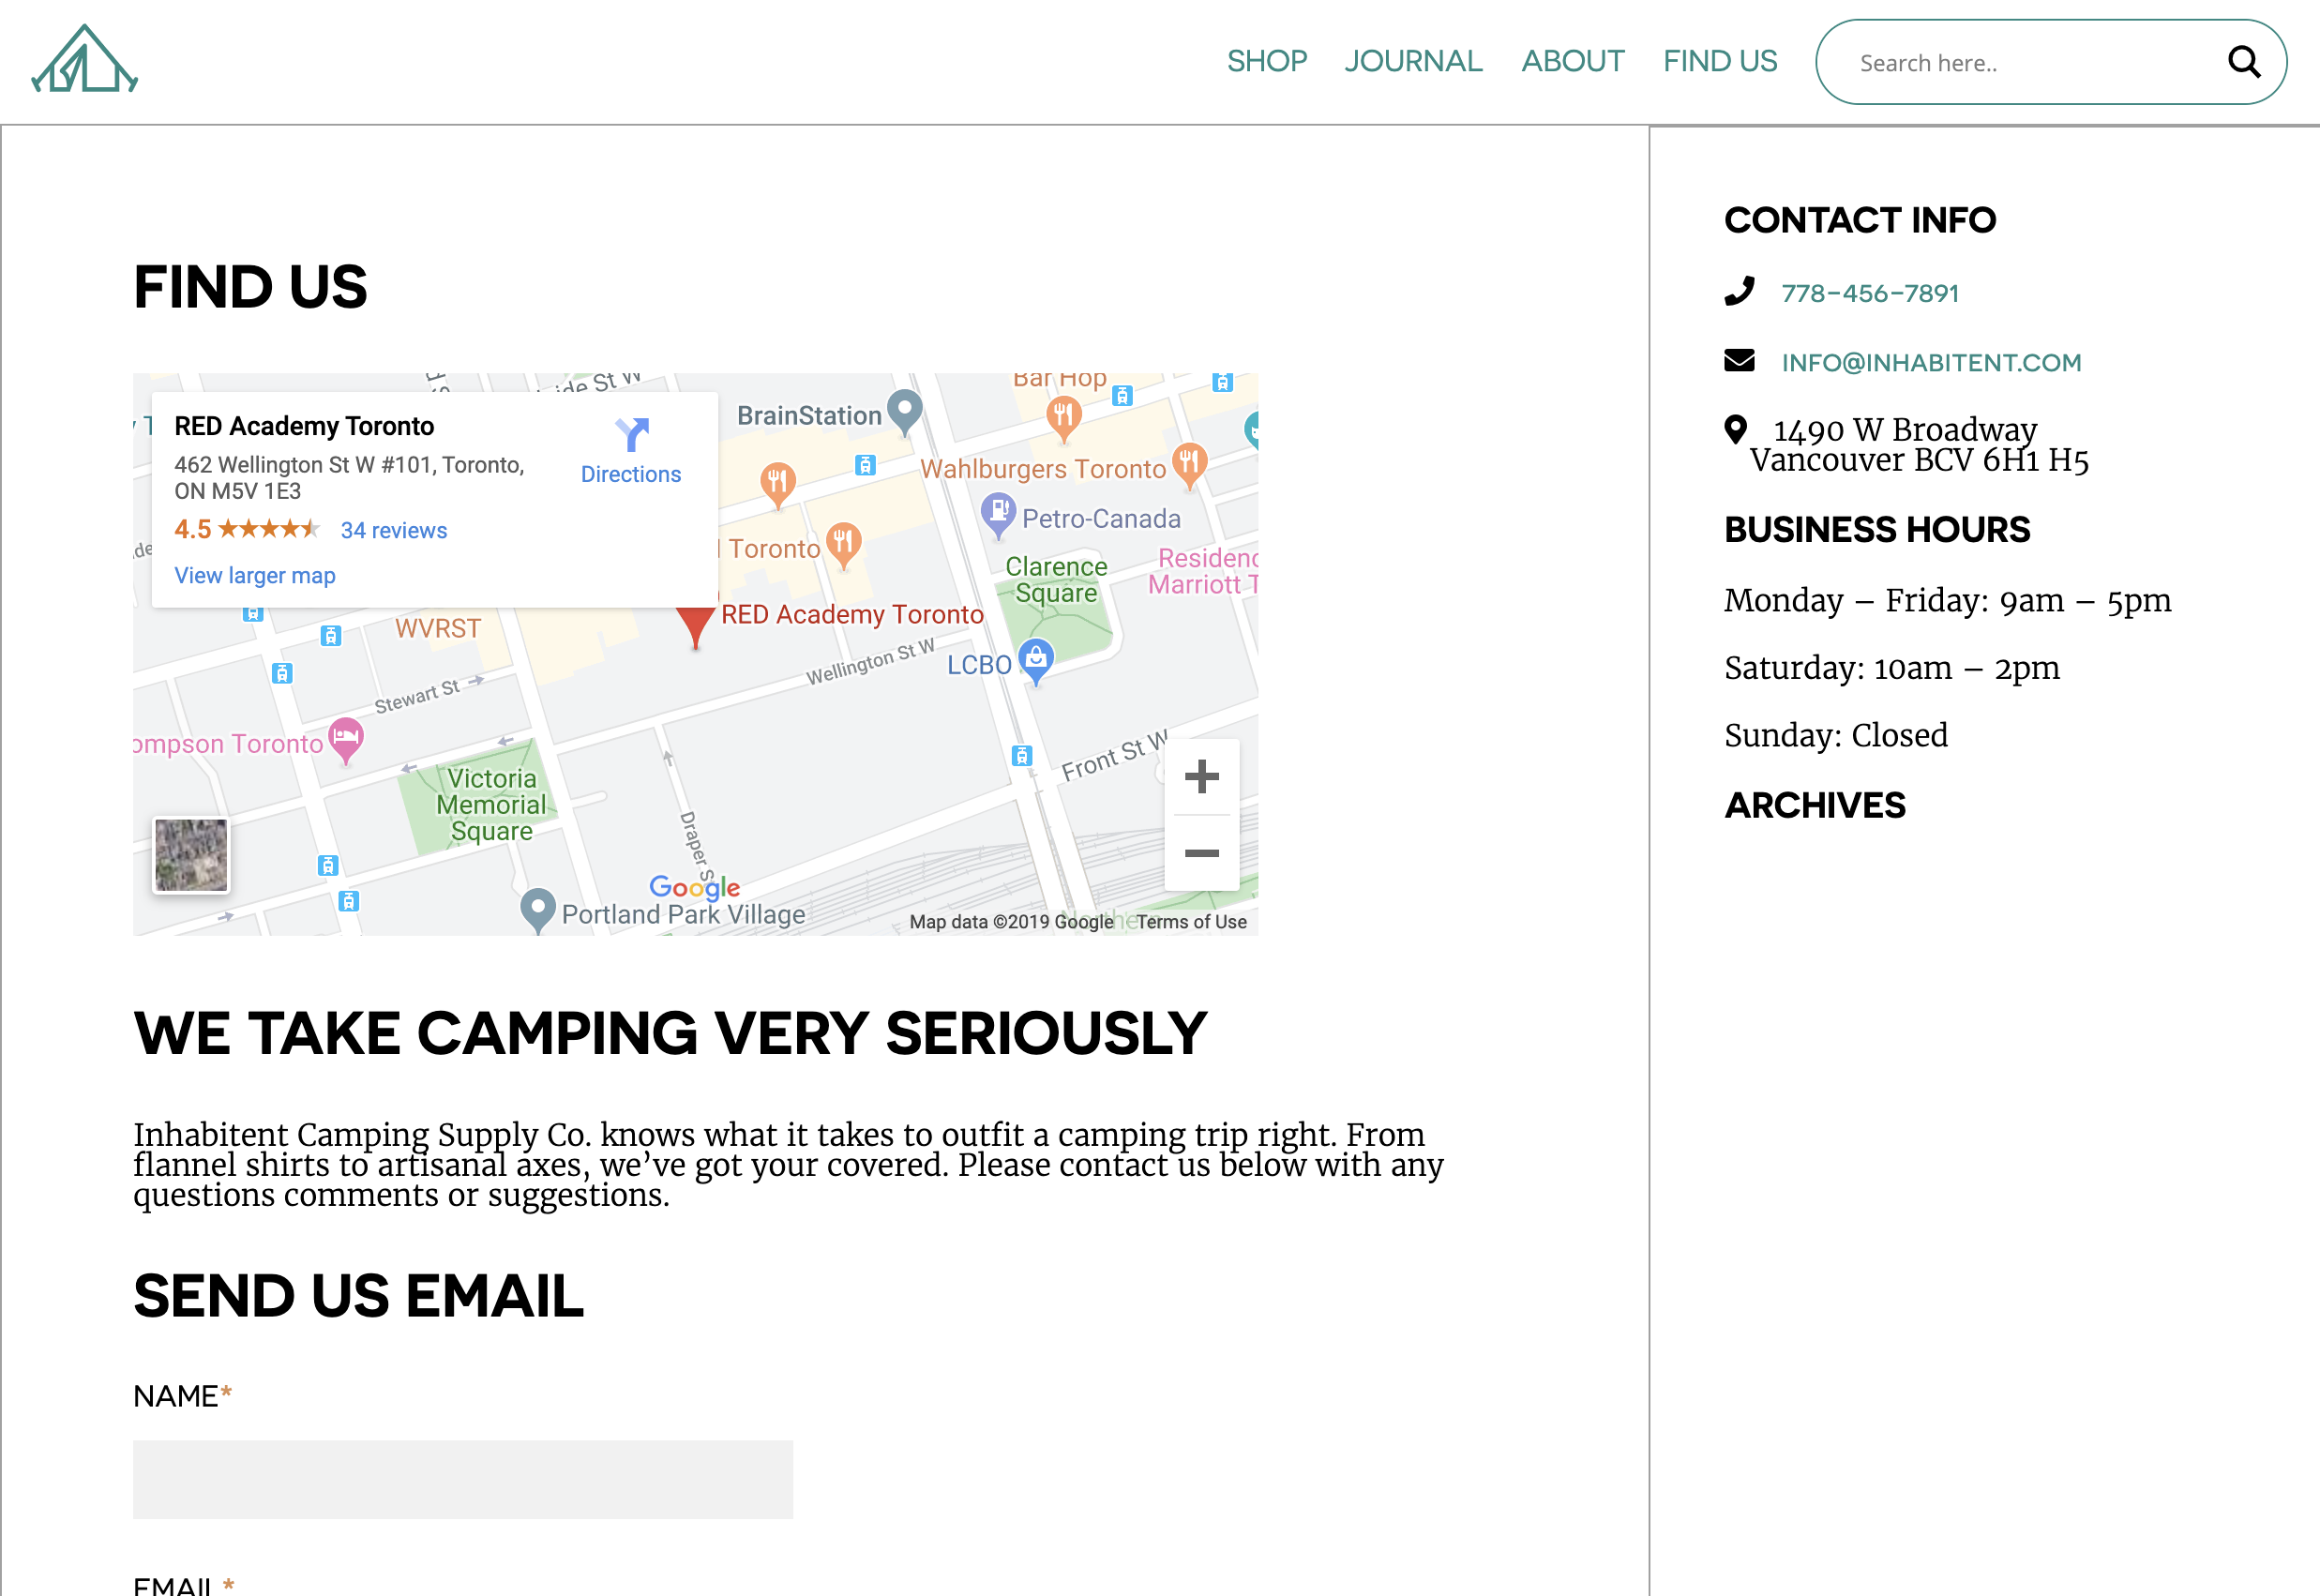 SHOP JOURNAL ABOUT FIND US Search here..
FIND US
Bar Hop
BrainStation
RED Academy Toronto
Directions
462 Wellington St W #101, Toronto,
ON M5V 1E3
4.5 34 reviews
View larger map
Wahlburgers Toronto
Petro-Canada
Toronto
Clarence
Square
Marriott
RED Academy Toronto
WVRST
LCBO
Wellington St W
Stewart St
ompson Toronto
Front St W
Victoria
Memorial
Square
Draper S
Google
Portland Park Village
Map data ©2019 Google Terms of Use
WE TAKE CAMPING VERY SERIOUSLY
Inhabitent Camping Supply Co. knows what it takes to outfit a camping trip right. From
flannel shirts to artisanal axes, we’ve got your covered. Please contact us below with any
questions comments or suggestions.
SEND US EMAIL
NAME*
EMAIL *
CONTACT INFO
778-456-7891
INFO@INHABITENT.COM
1490 W Broadway
Vancouver BCV 6H1 H5
BUSINESS HOURS
Monday – Friday: 9am – 5pm
Saturday: 10am – 2pm
Sunday: Closed
ARCHIVES